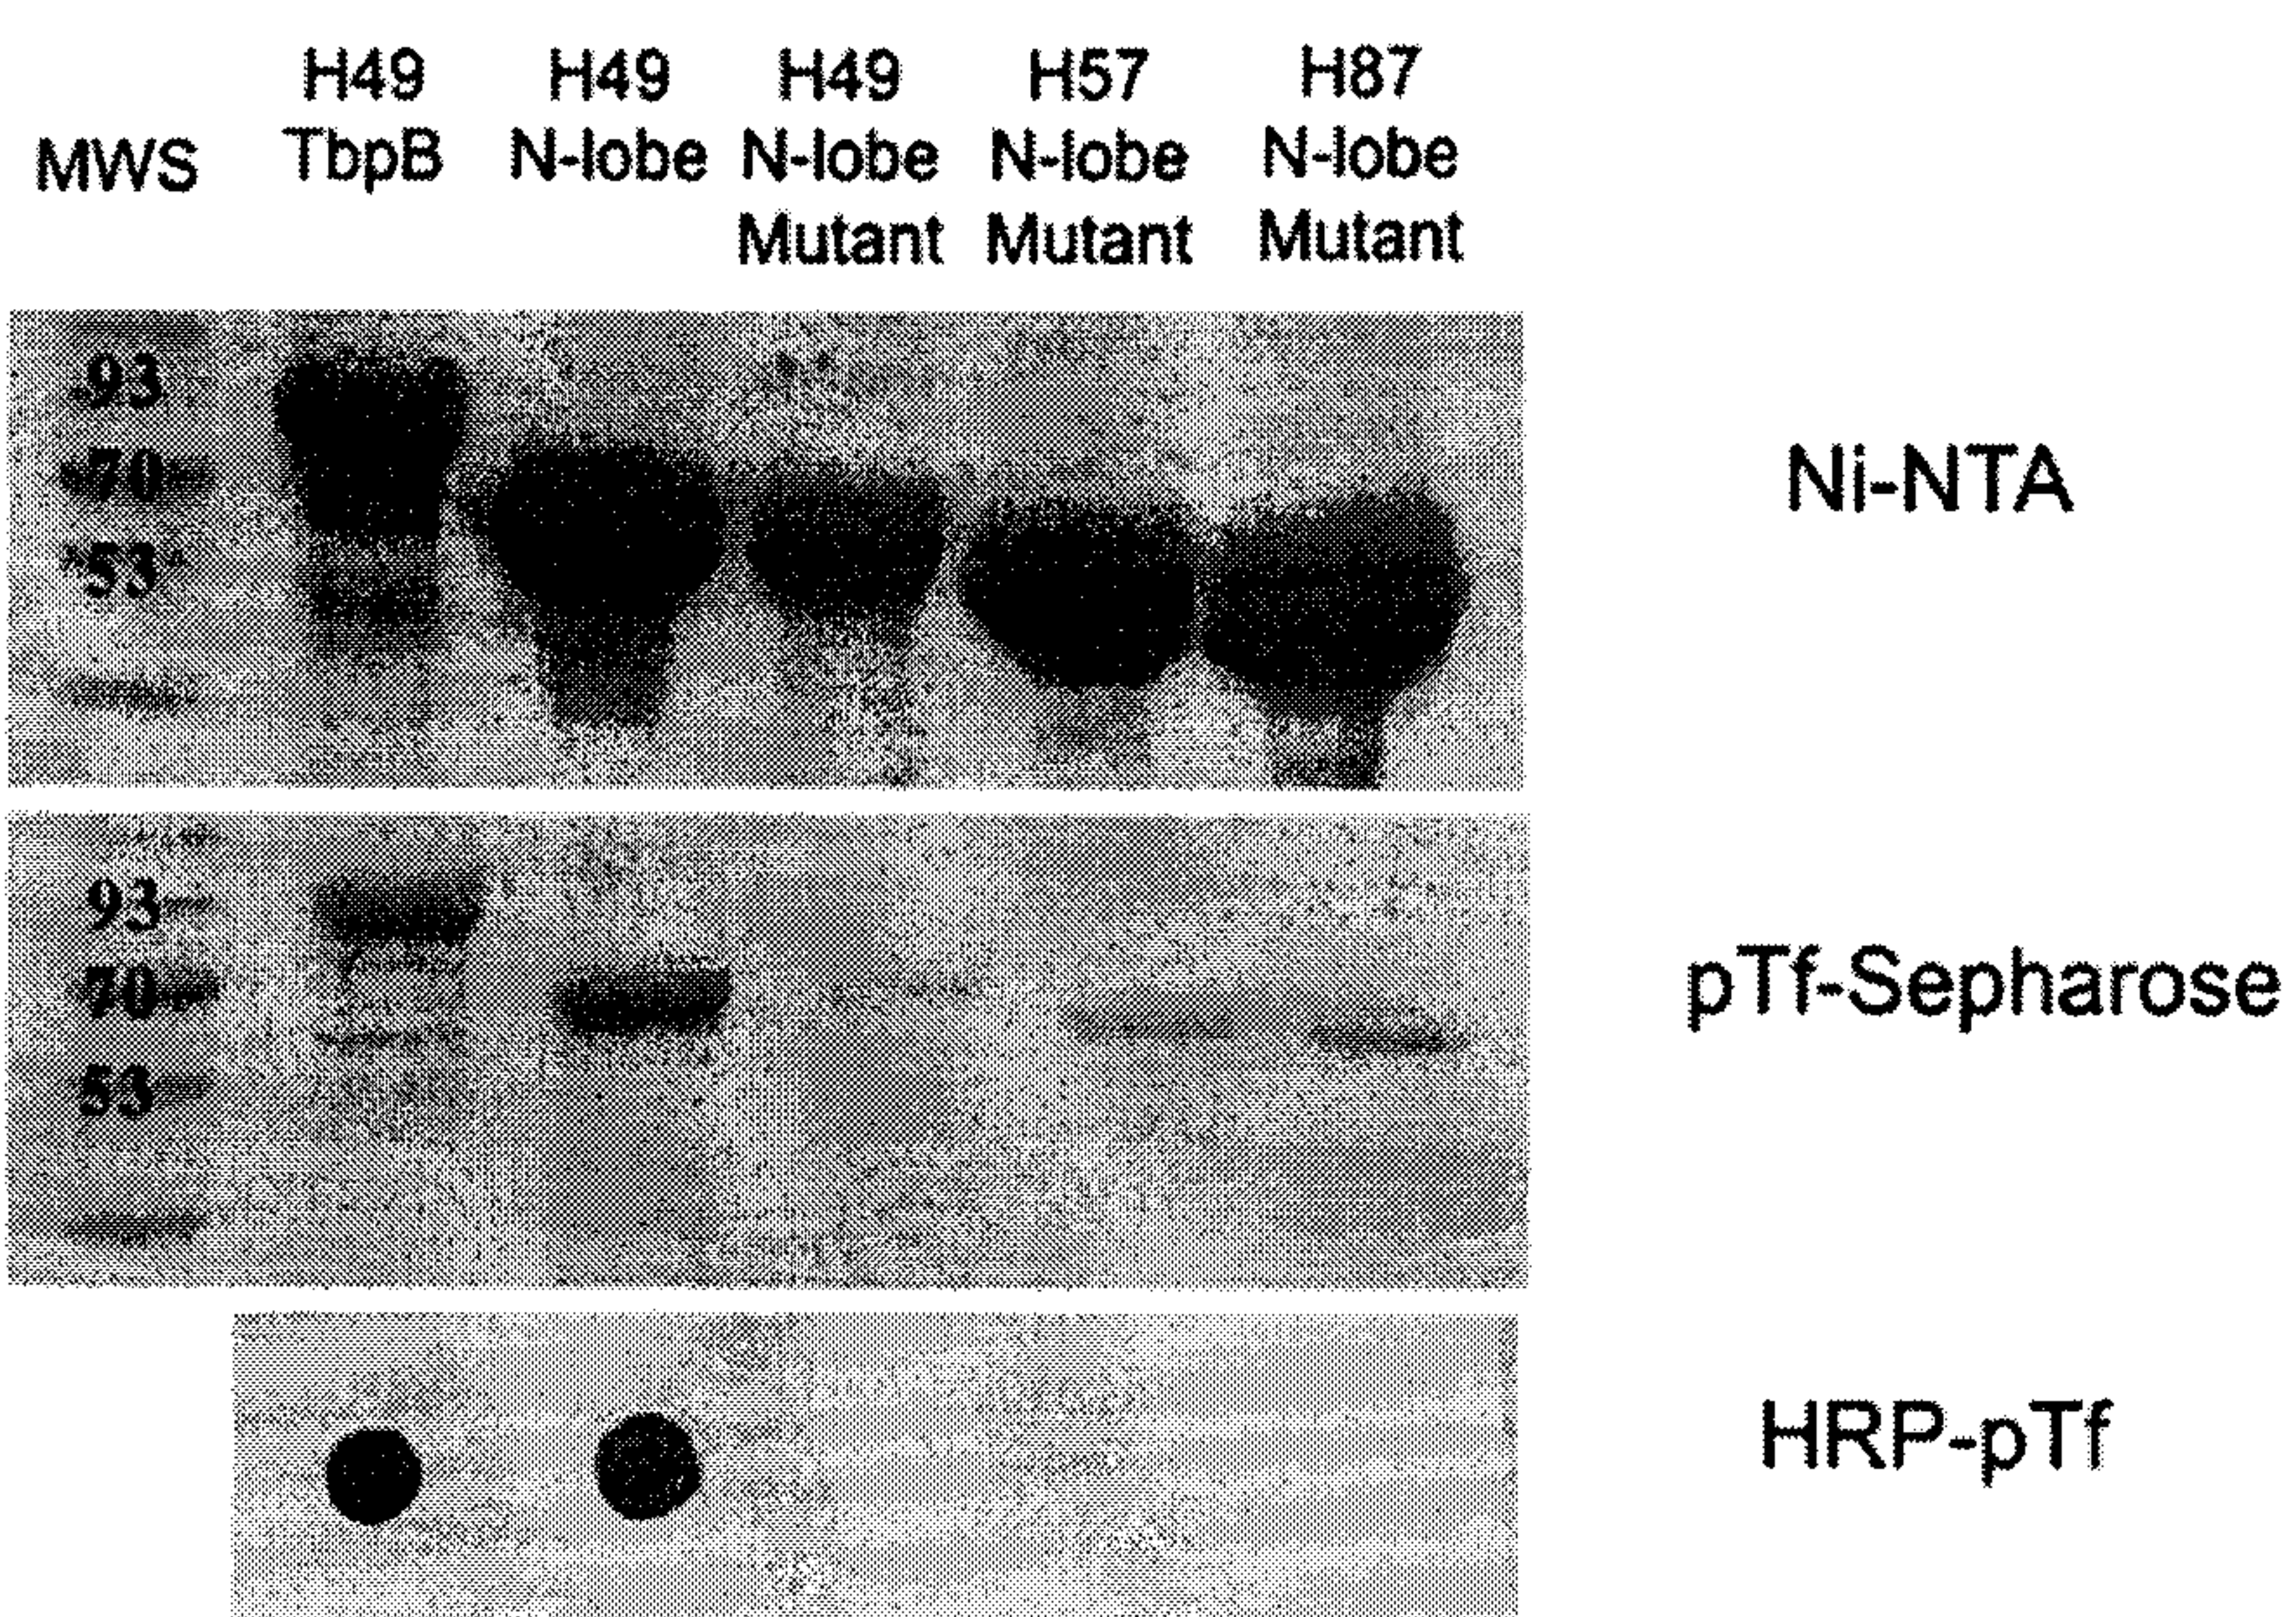 H49 H49 H49 H57 H87
MWS TbpB N-lobe N-lobe N-lobe N-lobe
Mutant Mutant Mutant
93
70
53
Ni-NTA
93
70
53
pTf-Sepharose
HRP-pTf